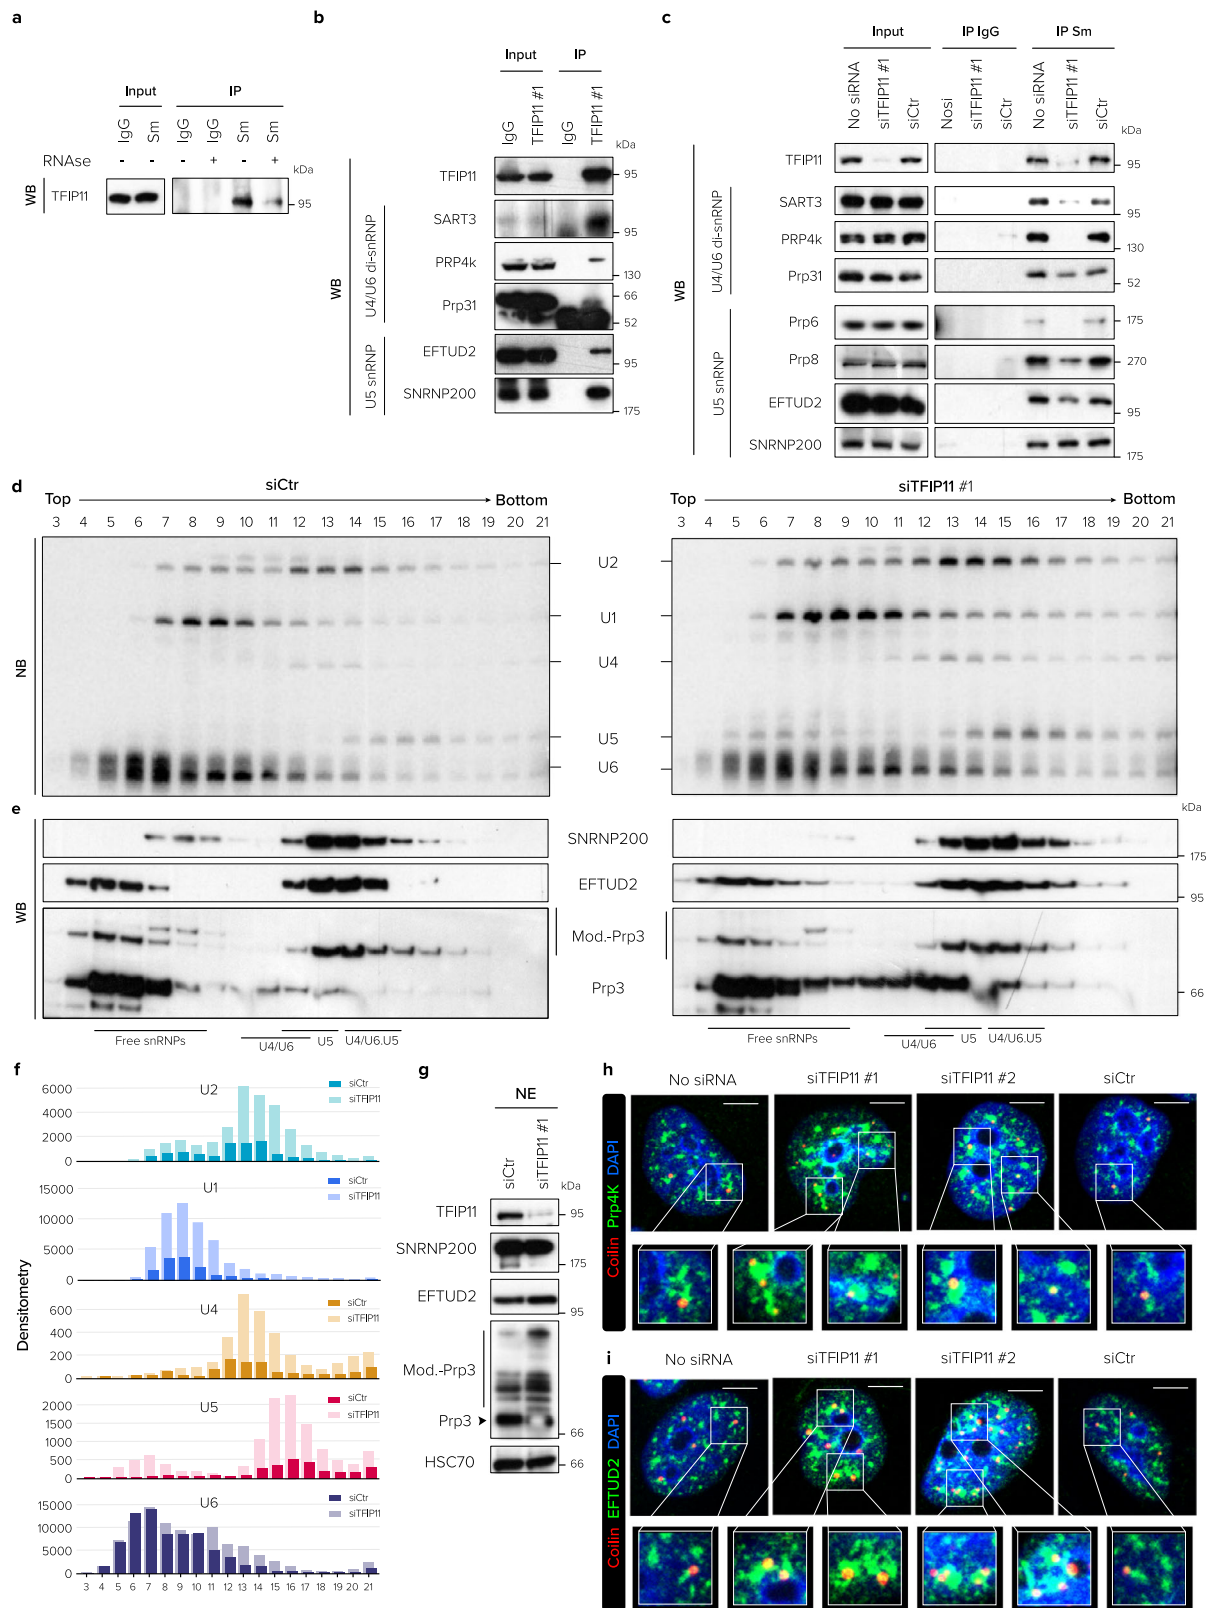 a
Input
IP
IgG
Sm
IgG
IgG
Sm
Sm
RNAse
-
-
-
+
-
+
kDa
WB
TFIP11
95
b
Input
IP
IgG
TFIP11 #1
IgG
TFIP11 #1
kDa
WB
U4/U6 di-snRNP
U5 snRNP
TFIP11
95
SART3
95
PRP4k
130
Prp31
66
52
EFTUD2
95
SNRNP200
175
c
Input
IP IgG
IP Sm
No siRNA
siTFIP11 #1
siCtr
Nosi
siTFIP11 #1
siCtr
No siRNA
siTFIP11 #1
siCtr
kDa
WB
U4/U6 di-snRNP
U5 snRNP
TFIP11
95
SART3
95
PRP4k
130
Prp31
52
Prp6
175
Prp8
270
EFTUD2
95
SNRNP200
175
d
siCtr
Top
Bottom
3 4 5 6 7 8 9 10 11 12 13 14 15 16 17 18 19 20 21
siTFIP11 #1
Top
Bottom
3 4 5 6 7 8 9 10 11 12 13 14 15 16 17 18 19 20 21
NB
U2
U1
U4
U5
U6
e
kDa
WB
SNRNP200
175
EFTUD2
95
Mod.-Prp3
Prp3
66
Free snRNPs
U4/U6
U5
U4/U6.U5
Free snRNPs
U4/U6
U5
U4/U6.U5
f
Densitometry
U2
siCtr
siTFIP11
6000
4000
2000
0
U1
siCtr
siTFIP11
15000
10000
5000
0
U4
siCtr
siTFIP11
600
400
200
0
U5
siCtr
siTFIP11
2000
1500
1000
500
0
U6
siCtr
siTFIP11
15000
10000
5000
0
3 4 5 6 7 8 9 10 11 12 13 14 15 16 17 18 19 20 21
g
NE
siCtr
siTFIP11 #1
kDa
TFIP11
95
SNRNP200
175
EFTUD2
95
Mod.-Prp3
Prp3
66
HSC70
66
h
No siRNA
siTFIP11 #1
siTFIP11 #2
siCtr
Coilin Prp4K DAPI
i
No siRNA
siTFIP11 #1
siTFIP11 #2
siCtr
Coilin EFTUD2 DAPI